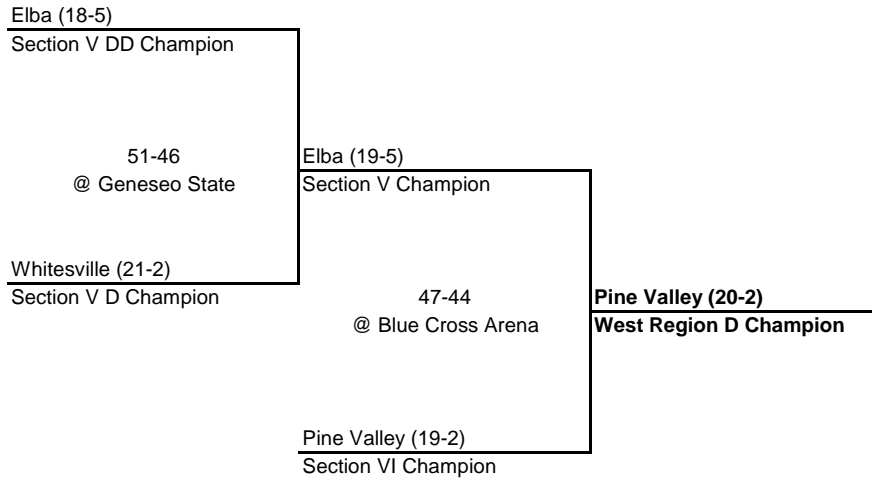 Elba (18-5)
Section V DD Champion
51-46
@ Geneseo State
Elba (19-5)
Section V Champion
Whitesville (21-2)
Section V D Champion
47-44
@ Blue Cross Arena
Pine Valley (20-2)
West Region D Champion
Pine Valley (19-2)
Section VI Champion